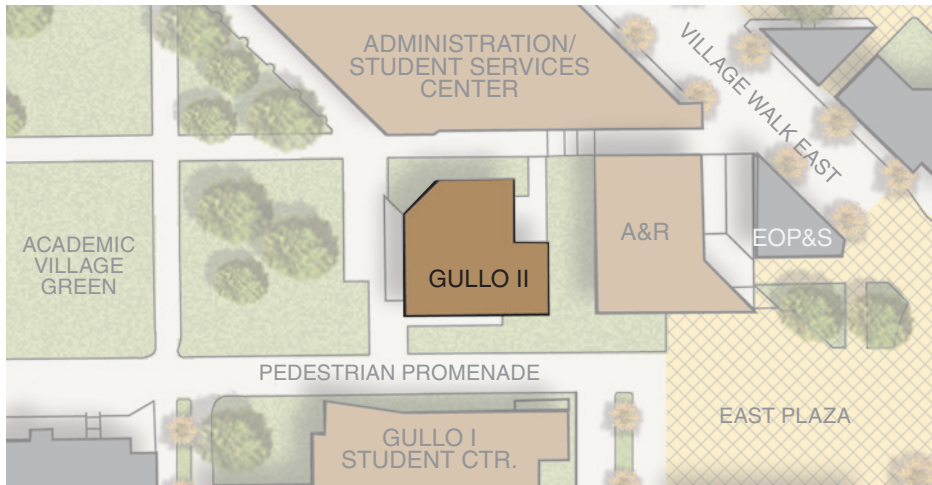 ADMINISTRATION/
STUDENT SERVICES
CENTER
VILLAGE WALK EAST
ACADEMIC
VILLAGE
GREEN
GULLO II
A&R
EOP&S
PEDESTRIAN PROMENADE
EAST PLAZA
GULLO I
STUDENT CTR.